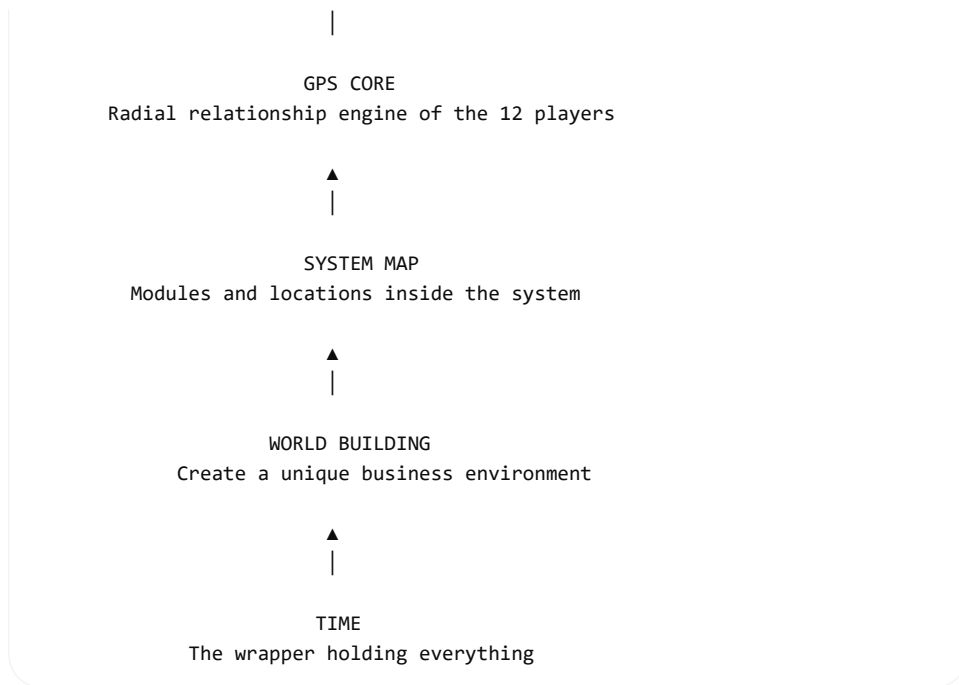 GPS CORE
Radial relationship engine of the 12 players
SYSTEM MAP
Modules and locations inside the system
WORLD BUILDING
Create a unique business environment
TIME
The wrapper holding everything